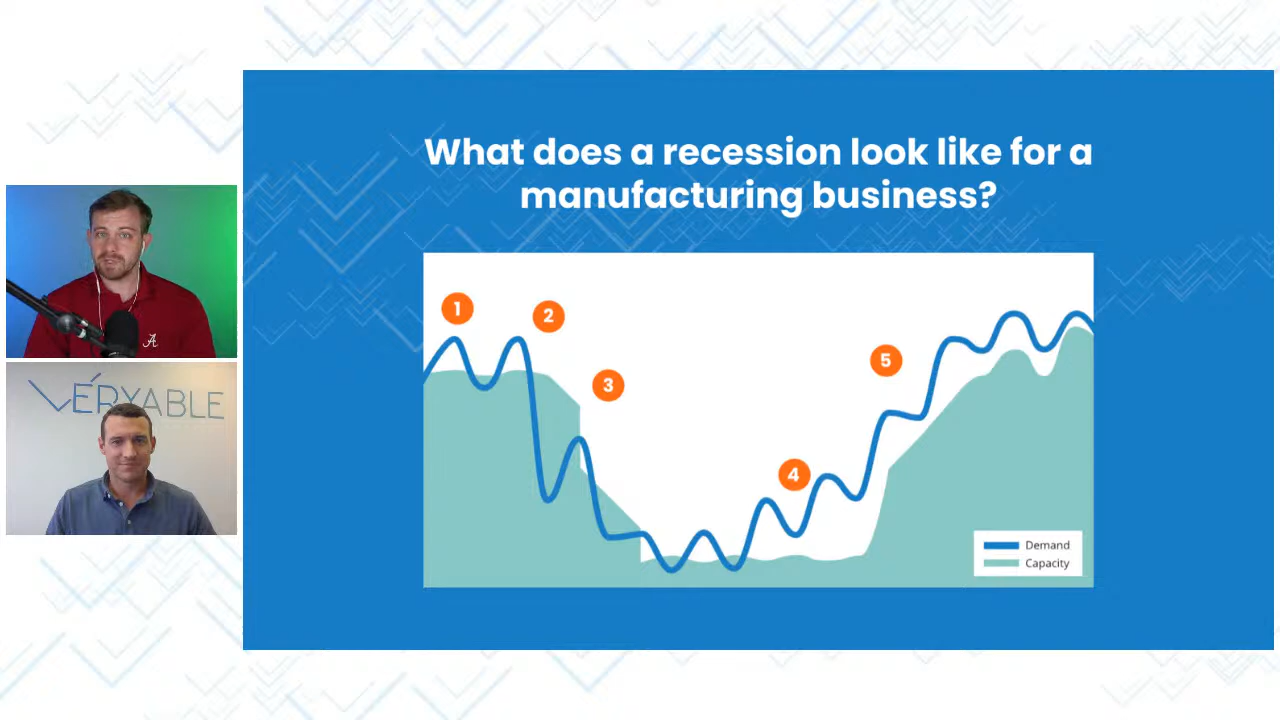 What does a recession look like for a
manufacturing business?
1
2
3
4
5
Demand
Capacity
A
VERYABLE